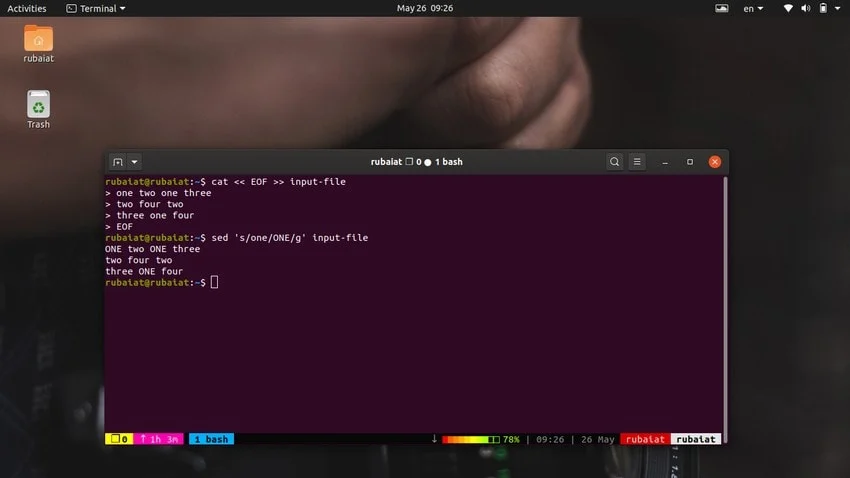 Activities Terminal May 26 09:26 en
rubaiat
Trash
rubaiat 0 1 bash
rubaiat@rubaiat:~$ cat << EOF >> input-file
> one two one three
> two four two
> three one four
> EOF
rubaiat@rubaiat:~$ sed 's/one/ONE/g' input-file
ONE two ONE three
two four two
three ONE four
rubaiat@rubaiat:~$
0 ↑ 1h 3m 1 bash ↓ 78% | 09:26 | 26 May rubaiat rubaiat